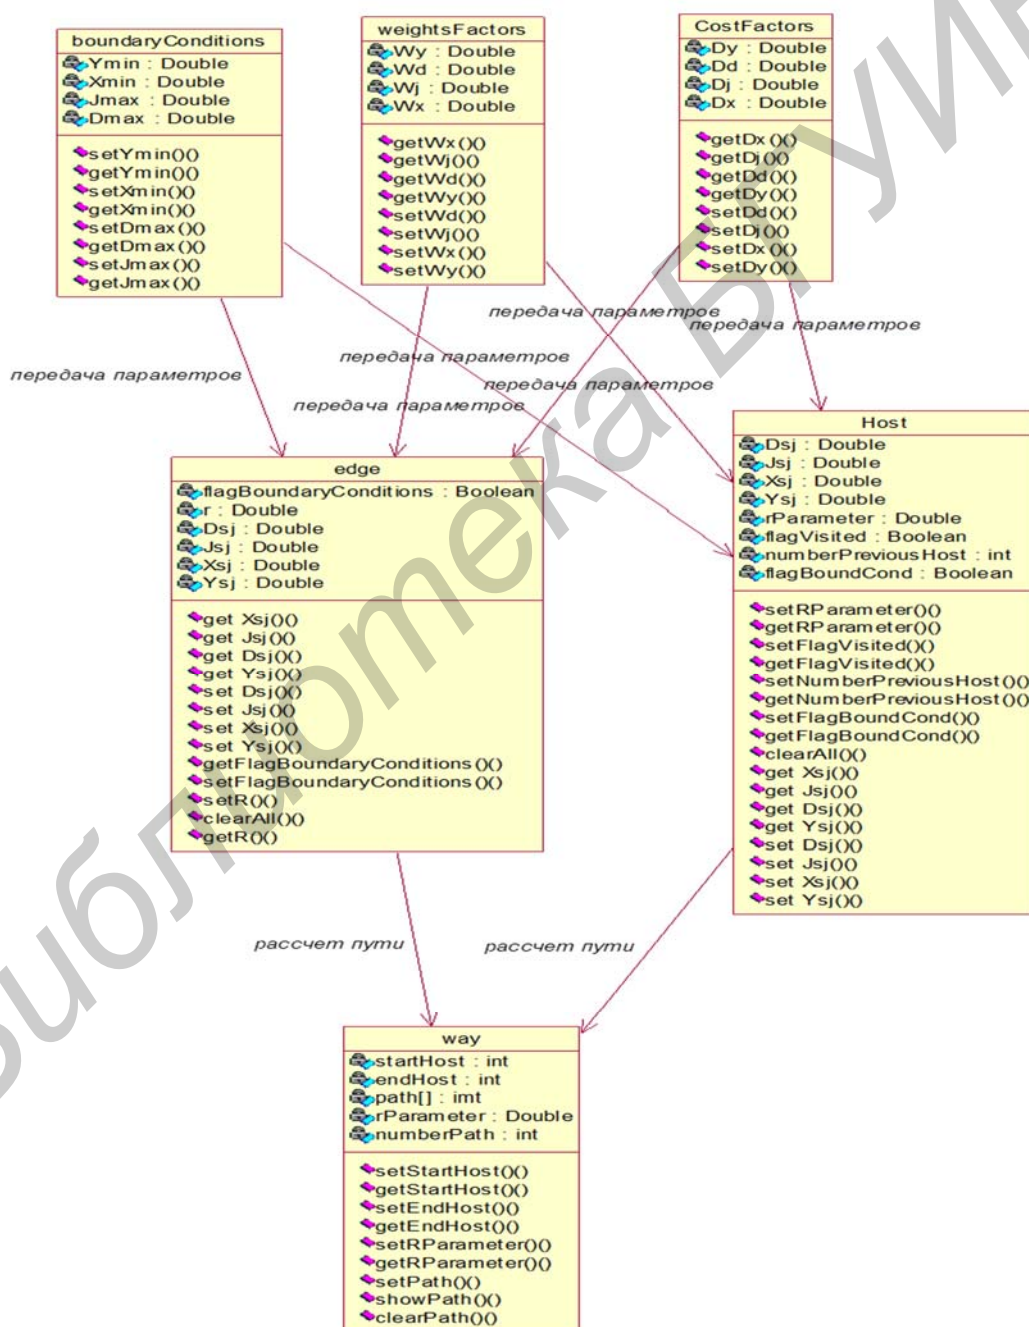 boundaryConditions
Ymin : Double
Xmin : Double
Jmax : Double
Dmax : Double
setYmin()()
getYmin()()
setXmin()()
getXmin()()
setDmax()()
getDmax()()
setJmax()()
getJmax()()
weightsFactors
Wy : Double
Wd : Double
Wj : Double
Wx : Double
getWx()()
getWj()()
getWd()()
getWy()()
setWd()()
setWj()()
setWx()()
setWy()()
CostFactors
Dy : Double
Dd : Double
Dj : Double
Dx : Double
getDx()()
getDj()()
getDd()()
getDy()()
setDd()()
setDj()()
setDx()()
setDy()()
передача параметров
передача параметров
передача параметров
передача параметров
передача параметров
передача параметров
edge
flagBoundaryConditions : Boolean
r : Double
Dsj : Double
Jsj : Double
Xsj : Double
Ysj : Double
get Xsj()()
get Jsj()()
get Dsj()()
get Ysj()()
set Dsj()()
set Jsj()()
set Xsj()()
set Ysj()()
getFlagBoundaryConditions()()
setFlagBoundaryConditions()()
setR()()
clearAll()()
getR()()
Host
Dsj : Double
Jsj : Double
Xsj : Double
Ysj : Double
rParameter : Double
flagVisited : Boolean
numberPreviousHost : int
flagBoundCond : Boolean
setRParameter()()
getRParameter()()
setFlagVisited()()
getFlagVisited()()
setNumberPreviousHost()()
getNumberPreviousHost()()
setFlagBoundCond()()
getFlagBoundCond()()
clearAll()()
get Xsj()()
get Jsj()()
get Dsj()()
get Ysj()()
set Dsj()()
set Jsj()()
set Xsj()()
set Ysj()()
рассчет пути
рассчет пути
way
startHost : int
endHost : int
path[] : imt
rParameter : Double
numberPath : int
setStartHost()()
getStartHost()()
setEndHost()()
getEndHost()()
setRParameter()()
getRParameter()()
setPath()()
showPath()()
clearPath()()
Библиотека БГУИР